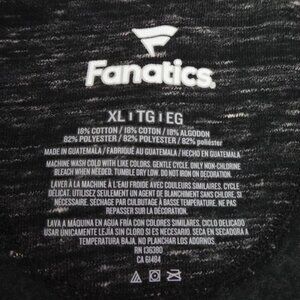 Fanatics.
XL | TG | EG
18% COTTON / 18% COTON / 18% ALGODON
82% POLYESTER / 82% POLYESTER / 82% poliéster
MADE IN GUATEMALA / FABRIQUÉ AU GUATEMALA / HECHO EN GUATEMALA
MACHINE WASH COLD WITH LIKE COLORS. GENTLE CYCLE. ONLY NON-CHLORINE
BLEACH WHEN NEEDED. TUMBLE DRY LOW. DO NOT IRON ON DECORATION.
LAVER À LA MACHINE À L'EAU FROIDE AVEC COULEURS SIMILAIRES. CYCLE
DÉLICAT. UTILISEZ SEULEMENT UN AGENT DE BLANCHIMENT SANS CHLORE, SI
NÉCESSAIRE. SÉCHAGE PAR CULBUTAGE À BASSE TEMPÉRATURE. NE PAS
REPASSER SUR LA DÉCORATION.
LAVA A MÁQUINA EN AGUA FRÍA CON COLORES SIMILARES. CICLO DELICADO
USAR ÚNICAMENTE LEJÍA SIN CLORO SI ES NECESARIO. SECA EN SECADORA A
TEMPERATURA BAJO. NO PLANCHAR LOS ADORNOS.
RN 136380
CA 61484